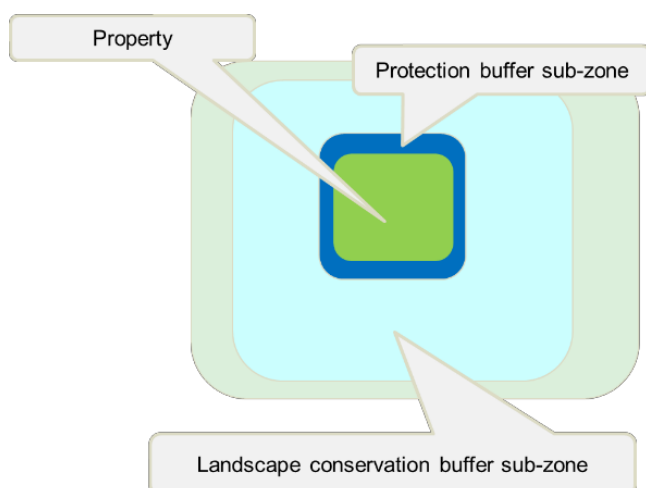 Property
Protection buffer sub-zone
Landscape conservation buffer sub-zone